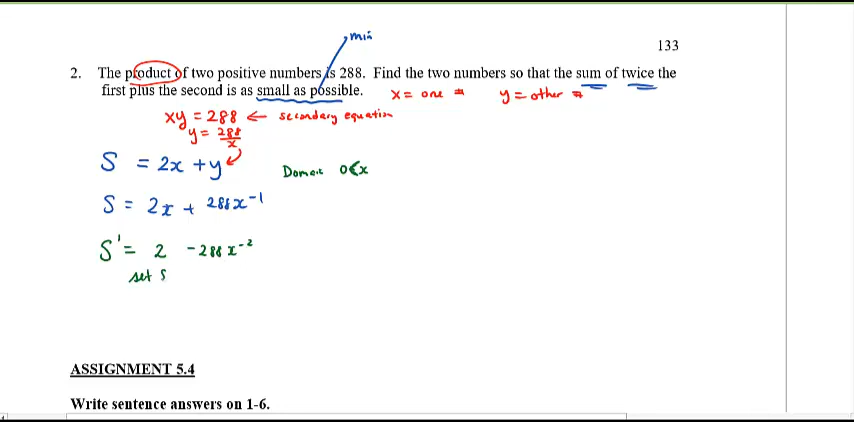 min
133
2. The product of two positive numbers is 288. Find the two numbers so that the sum of twice the
first plus the second is as small as possible. x = one # y = other #
xy = 288 ← secondary equation
y = 288/x
S = 2x + y
Domain 0<x
S = 2x + 288x^-1
S' = 2 - 288x^-2
set S
ASSIGNMENT 5.4
Write sentence answers on 1-6.